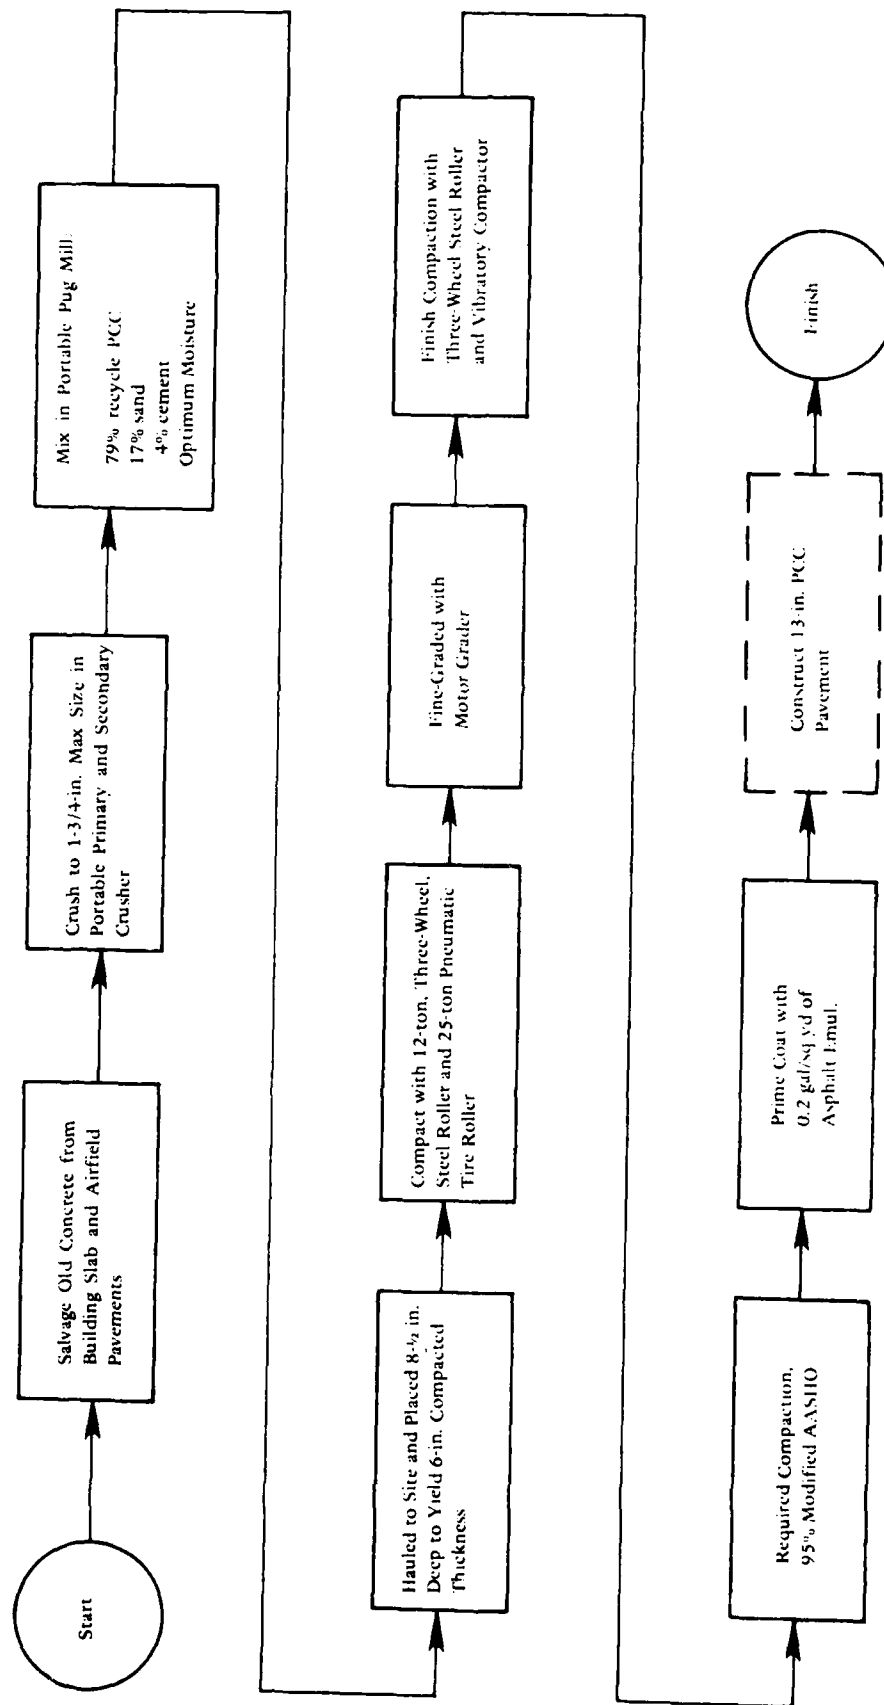 Start
Salvage Old Concrete from
Building Slab and Airfield
Pavements
Crush to 1-3/4-in. Max Size in
Portable Primary and Secondary
Crusher
Mix in Portable Pug Mill:
79% recycle PCC
17% sand
4% cement
Optimum Moisture
Hauled to Site and Placed 8-½ in.
Deep to Yield 6-in. Compacted
Thickness
Compact with 12-ton, Three-Wheel,
Steel Roller and 25-ton Pneumatic
Tire Roller
Fine-Graded with
Motor Grader
Finish Compaction with
Three-Wheel Steel Roller
and Vibratory Compactor
Required Compaction,
95% Modified AASHO
Prime Coat with
0.2 gal/sq yd of
Asphalt Emul.
Construct 13-in. PCC
Pavement
Finish